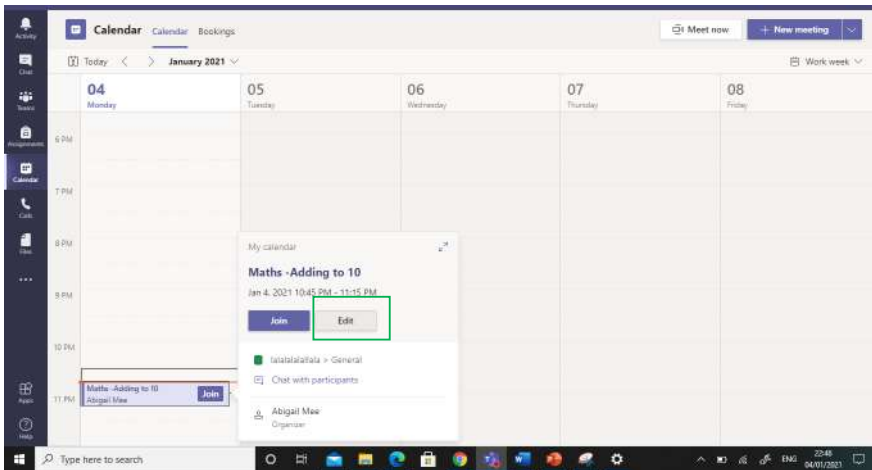 Activity
Chat
Teams
Assignments
Calendar
Calls
Files
...
Apps
Help
Calendar Calendar Bookings
Meet now
+ New meeting
Today < > January 2021
Work week
04
Monday
05
Tuesday
06
Wednesday
07
Thursday
08
Friday
6 PM
7 PM
8 PM
9 PM
10 PM
11 PM
Maths -Adding to 10
Abigail Mee
Join
My calendar
Maths -Adding to 10
Jan 4, 2021 10:45 PM - 11:15 PM
Join Edit
> General
Chat with participants
Abigail Mee
Organizer
Type here to search
ENG
22:48
04/01/2021